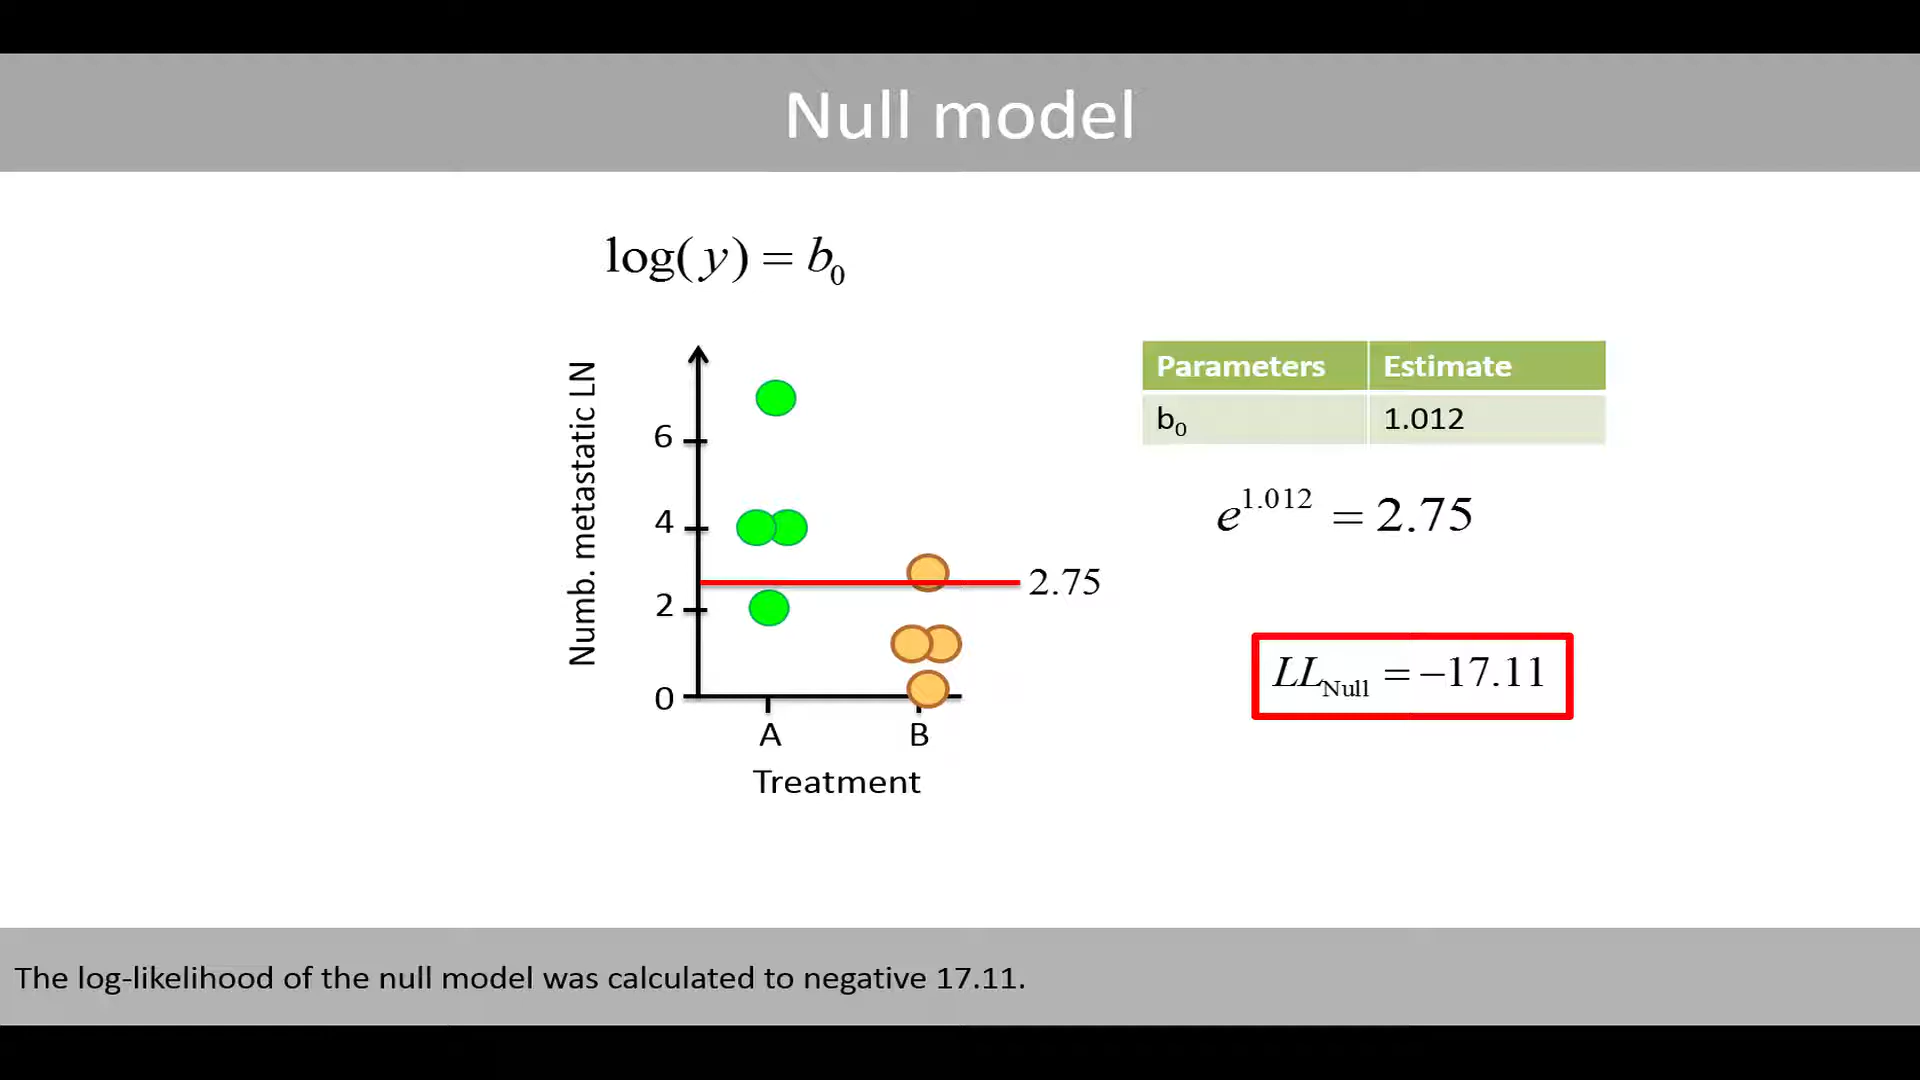 Null model
log(y) = b₀
Numb. metastatic LN
6
4
2
0
2.75
A B
Treatment
Parameters Estimate
b₀ 1.012
e^1.012 = 2.75
LL_Null = −17.11
The log-likelihood of the null model was calculated to negative 17.11.